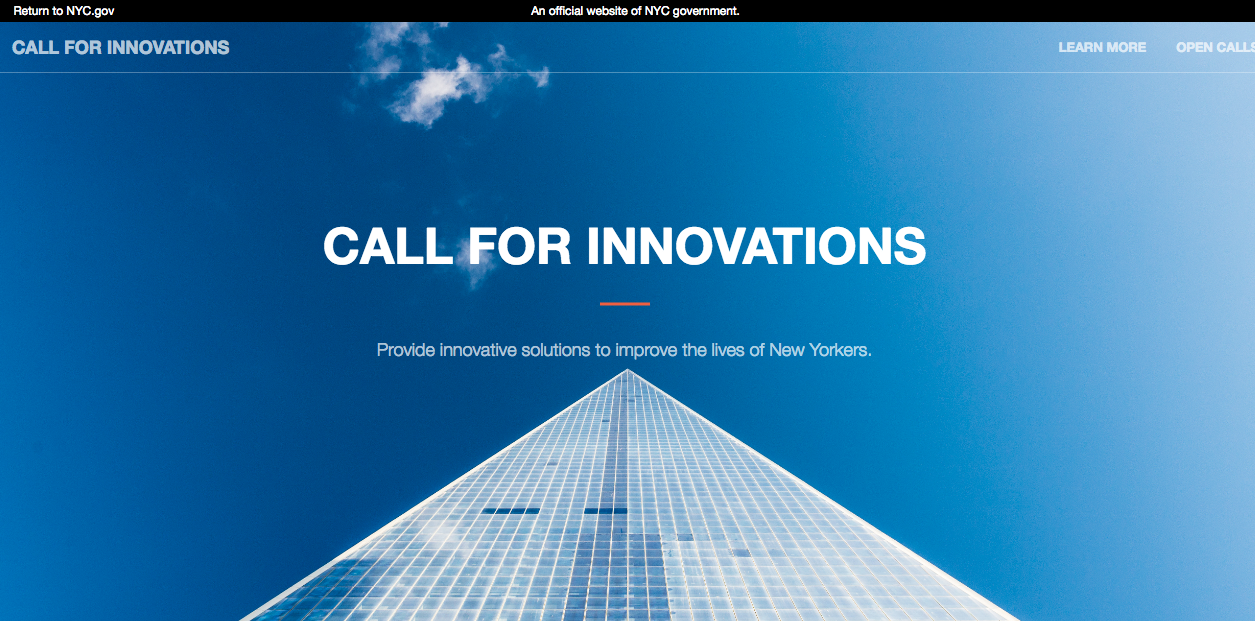 Return to NYC.gov
An official website of NYC government.
CALL FOR INNOVATIONS
LEARN MORE
OPEN CALLS
CALL FOR INNOVATIONS
Provide innovative solutions to improve the lives of New Yorkers.